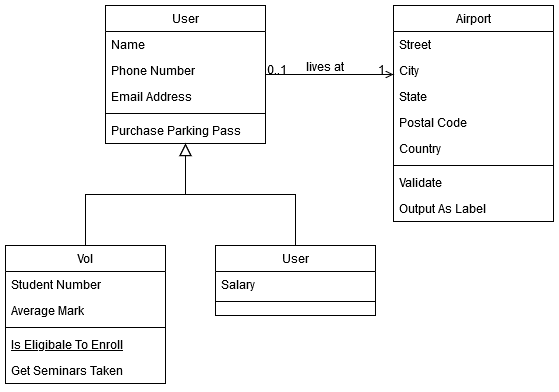 User
Name
Phone Number
Email Address
Purchase Parking Pass
0..1
lives at
1
Airport
Street
City
State
Postal Code
Country
Validate
Output As Label
Vol
Student Number
Average Mark
Is Eligibale To Enroll
Get Seminars Taken
User
Salary